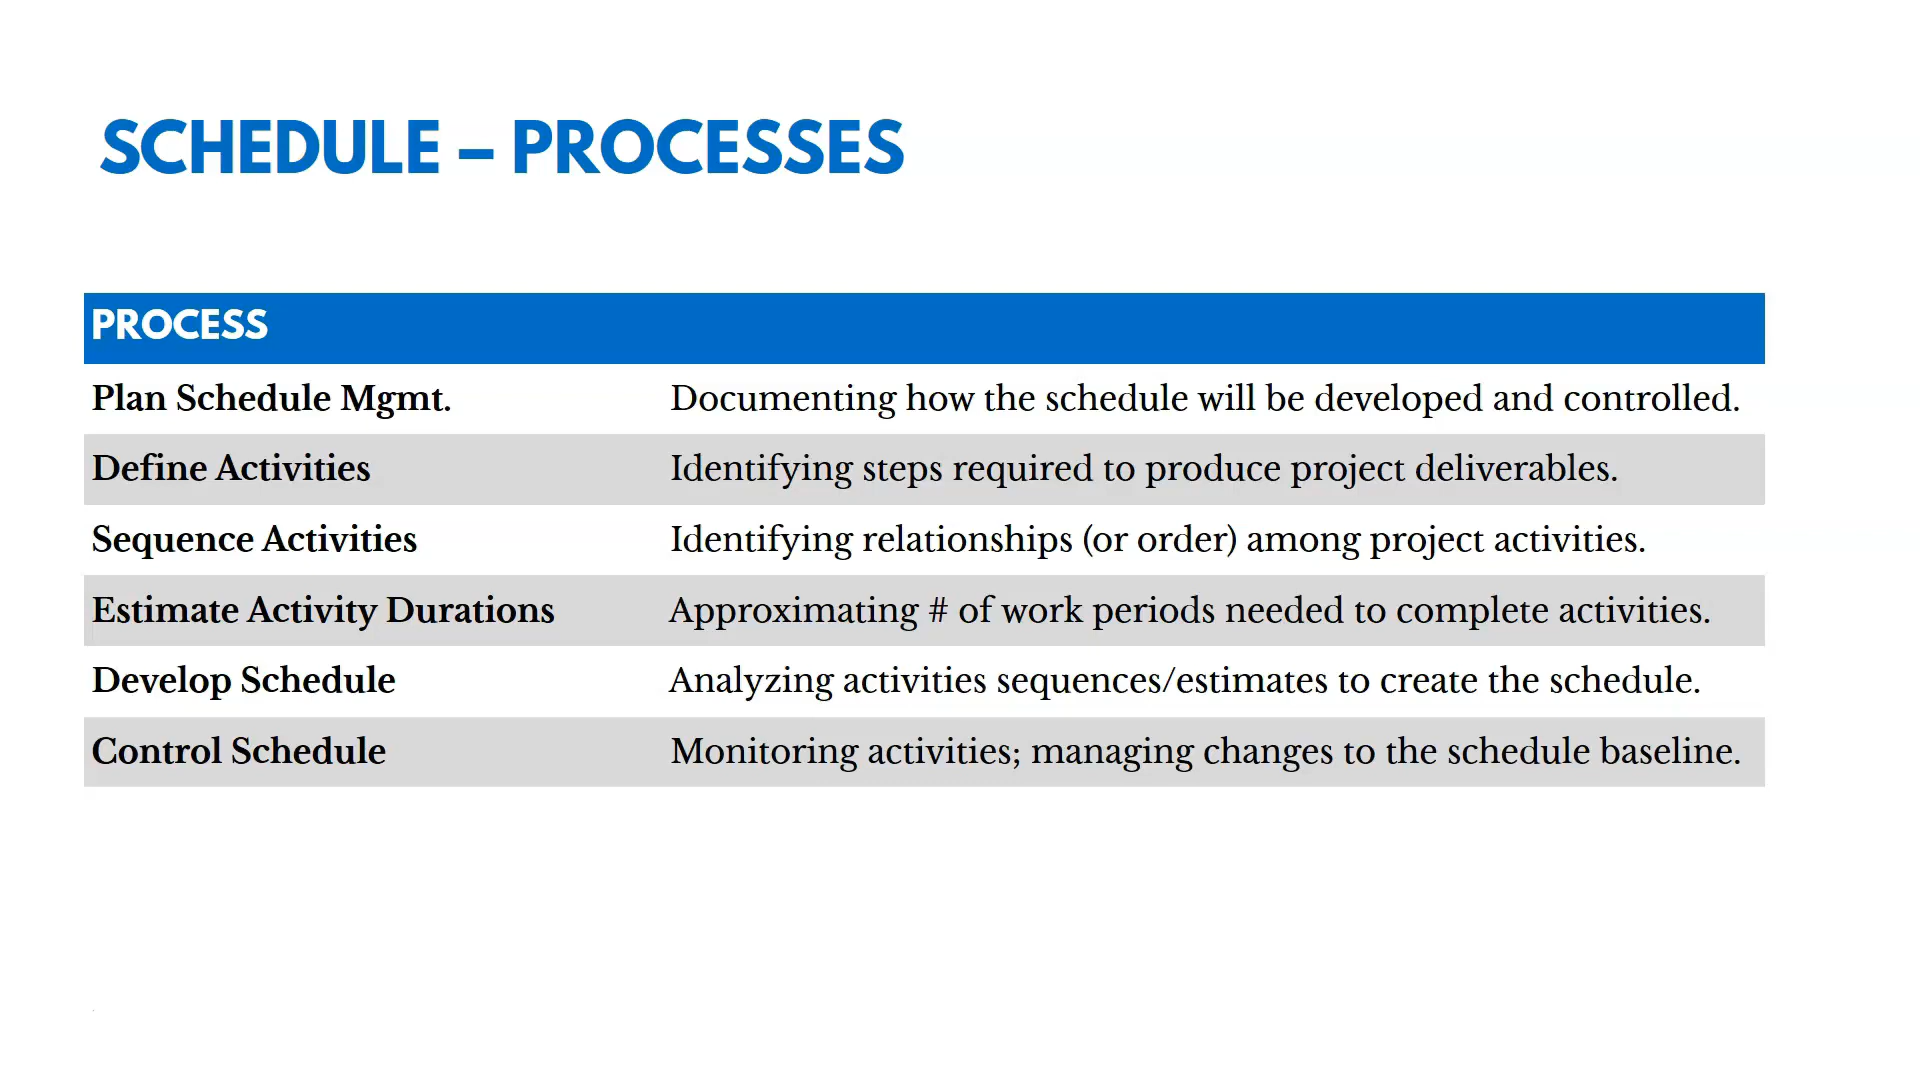 SCHEDULE – PROCESSES
PROCESS
Plan Schedule Mgmt. Documenting how the schedule will be developed and controlled.
Define Activities Identifying steps required to produce project deliverables.
Sequence Activities Identifying relationships (or order) among project activities.
Estimate Activity Durations Approximating # of work periods needed to complete activities.
Develop Schedule Analyzing activities sequences/estimates to create the schedule.
Control Schedule Monitoring activities; managing changes to the schedule baseline.